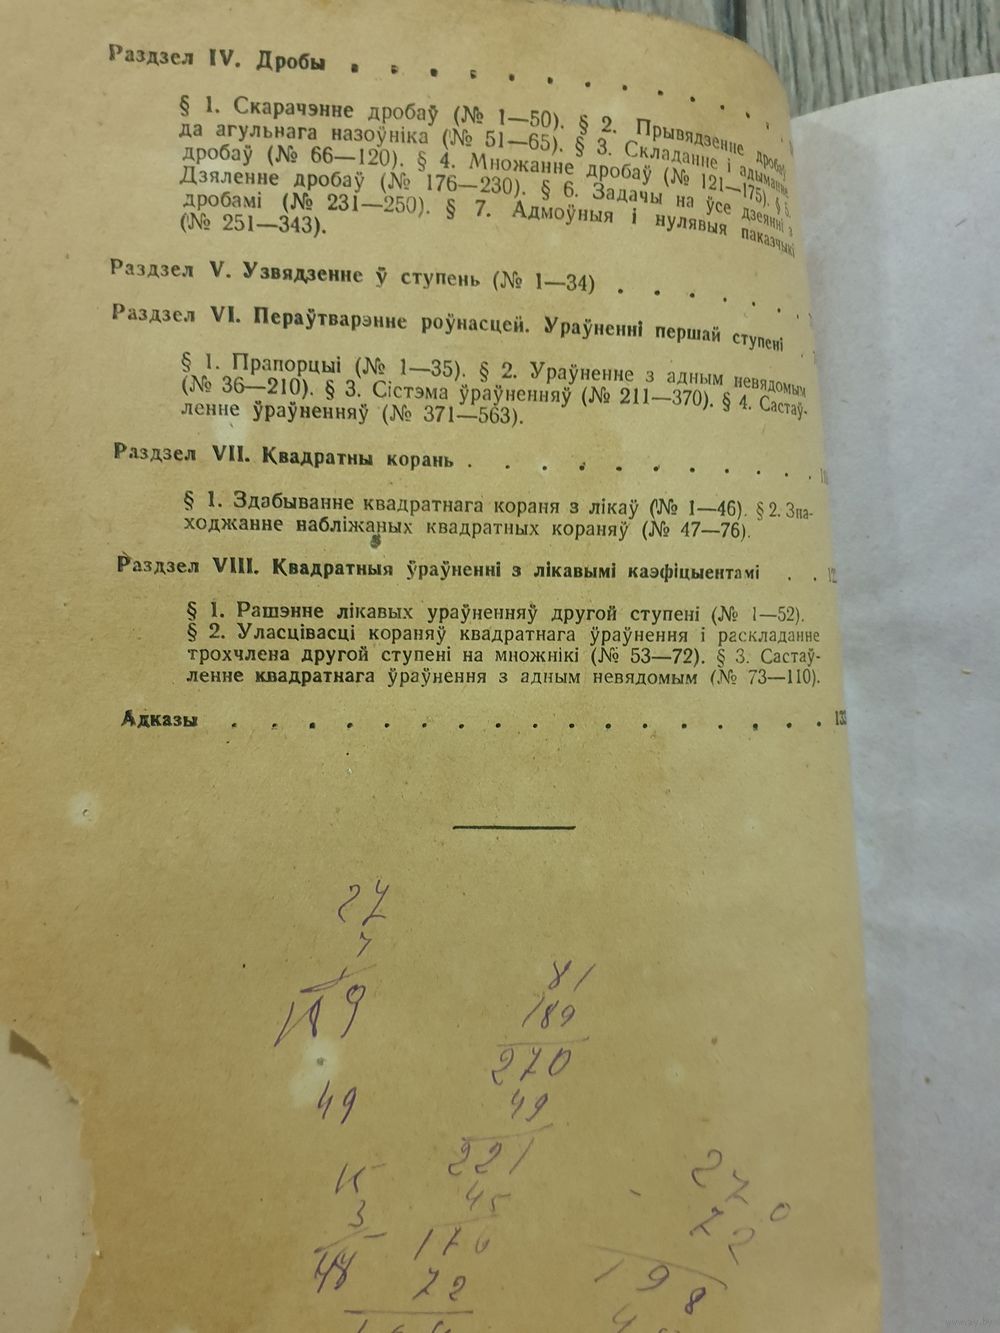 Раздзел IV. Дробы . . . . . . . . . . . .
§ 1. Скарачэнне дробаў (№ 1—50). § 2. Прывядзенне дробаў
да агульнага назоўніка (№ 51—65). § 3. Складанне і адыманне
дробаў (№ 66—120). § 4. Множанне дробаў (№ 121—175). § 5.
Дзяленне дробаў (№ 176—230). § 6. Задачы на ўсе дзеянні з
дробамі (№ 231—250). § 7. Адмоўныя і нулявыя паказчыкі
(№ 251—343).
Раздзел V. Узвядзенне ў ступень (№ 1—34) . . . . . .
Раздзел VI. Пераўтварэнне роўнасцей. Ураўненні першай ступені
§ 1. Прапорцыі (№ 1—35). § 2. Ураўненне з адным невядомым
(№ 36—210). § 3. Сістэма ўраўненняў (№ 211—370). § 4. Састаў-
ленне ўраўненняў (№ 371—563).
Раздзел VII. Квадратны корань . . . . . . . . . .
§ 1. Здабыванне квадратнага кораня з лікаў (№ 1—46). § 2. Зна-
ходжанне набліжаных квадратных кораняў (№ 47—76).
Раздзел VIII. Квадратныя ўраўненні з лікавымі каэфіцыентамі . .
§ 1. Рашэнне лікавых ураўненняў другой ступені (№ 1—52).
§ 2. Уласцівасці кораняў квадратнага ўраўнення і раскладанне
трохчлена другой ступені на множнікі (№ 53—72). § 3. Састаў-
ленне квадратнага ўраўнення з адным невядомым (№ 73—110).
Адказы . . . . . . . . . . . . . . . .
27
7
189
49
15
3
81
189
270
49
221
45
176
72
270
72
198